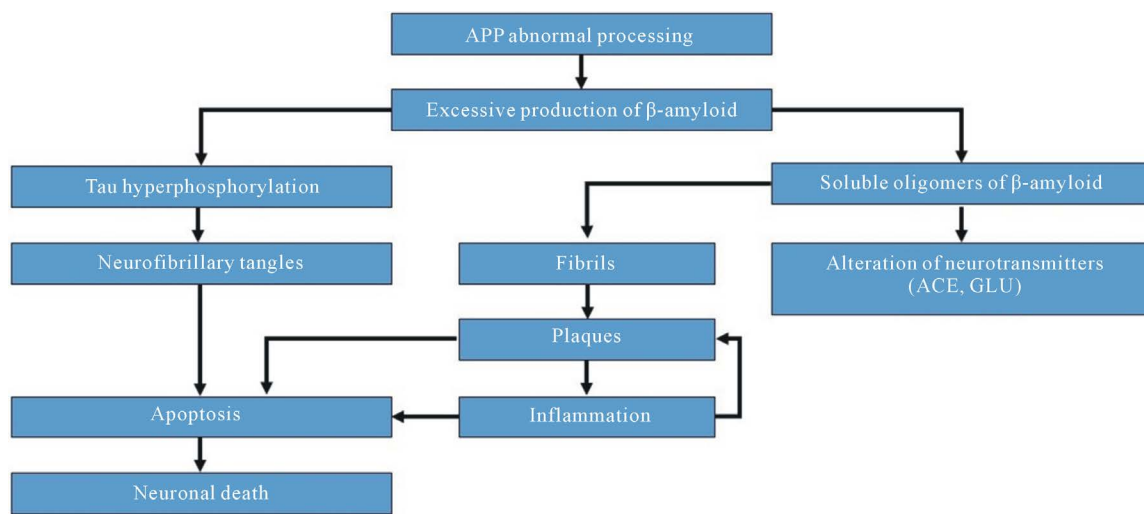 APP abnormal processing
Excessive production of β-amyloid
Tau hyperphosphorylation
Soluble oligomers of β-amyloid
Neurofibrillary tangles
Fibrils
Alteration of neurotransmitters
(ACE, GLU)
Plaques
Apoptosis
Inflammation
Neuronal death